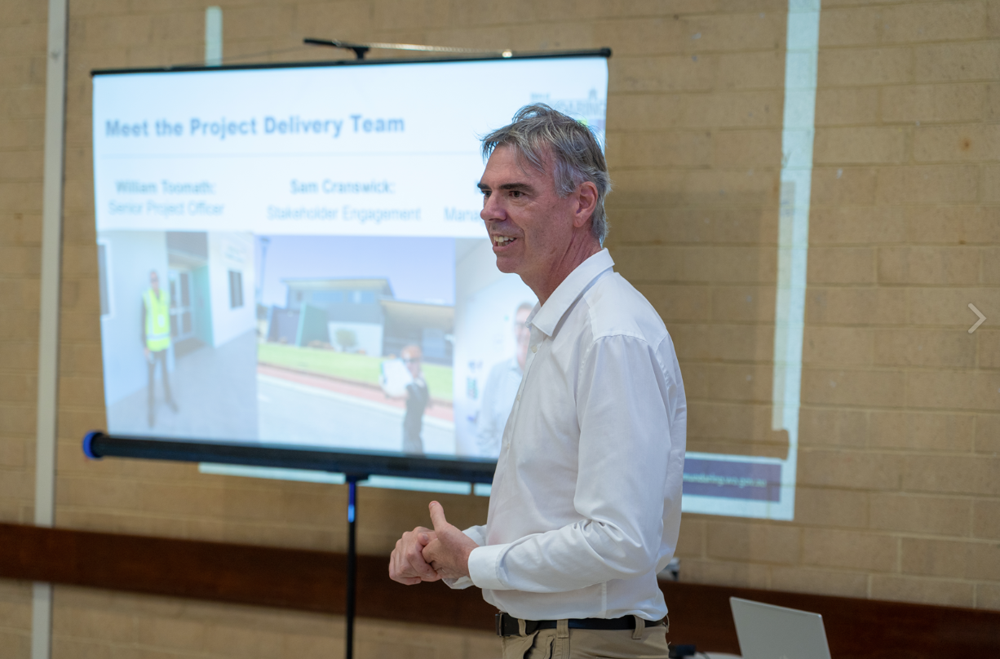 Meet the Project Delivery Team
William Toomath:
Sam Cranswick:
Senior Project Officer
Stakeholder Engagement